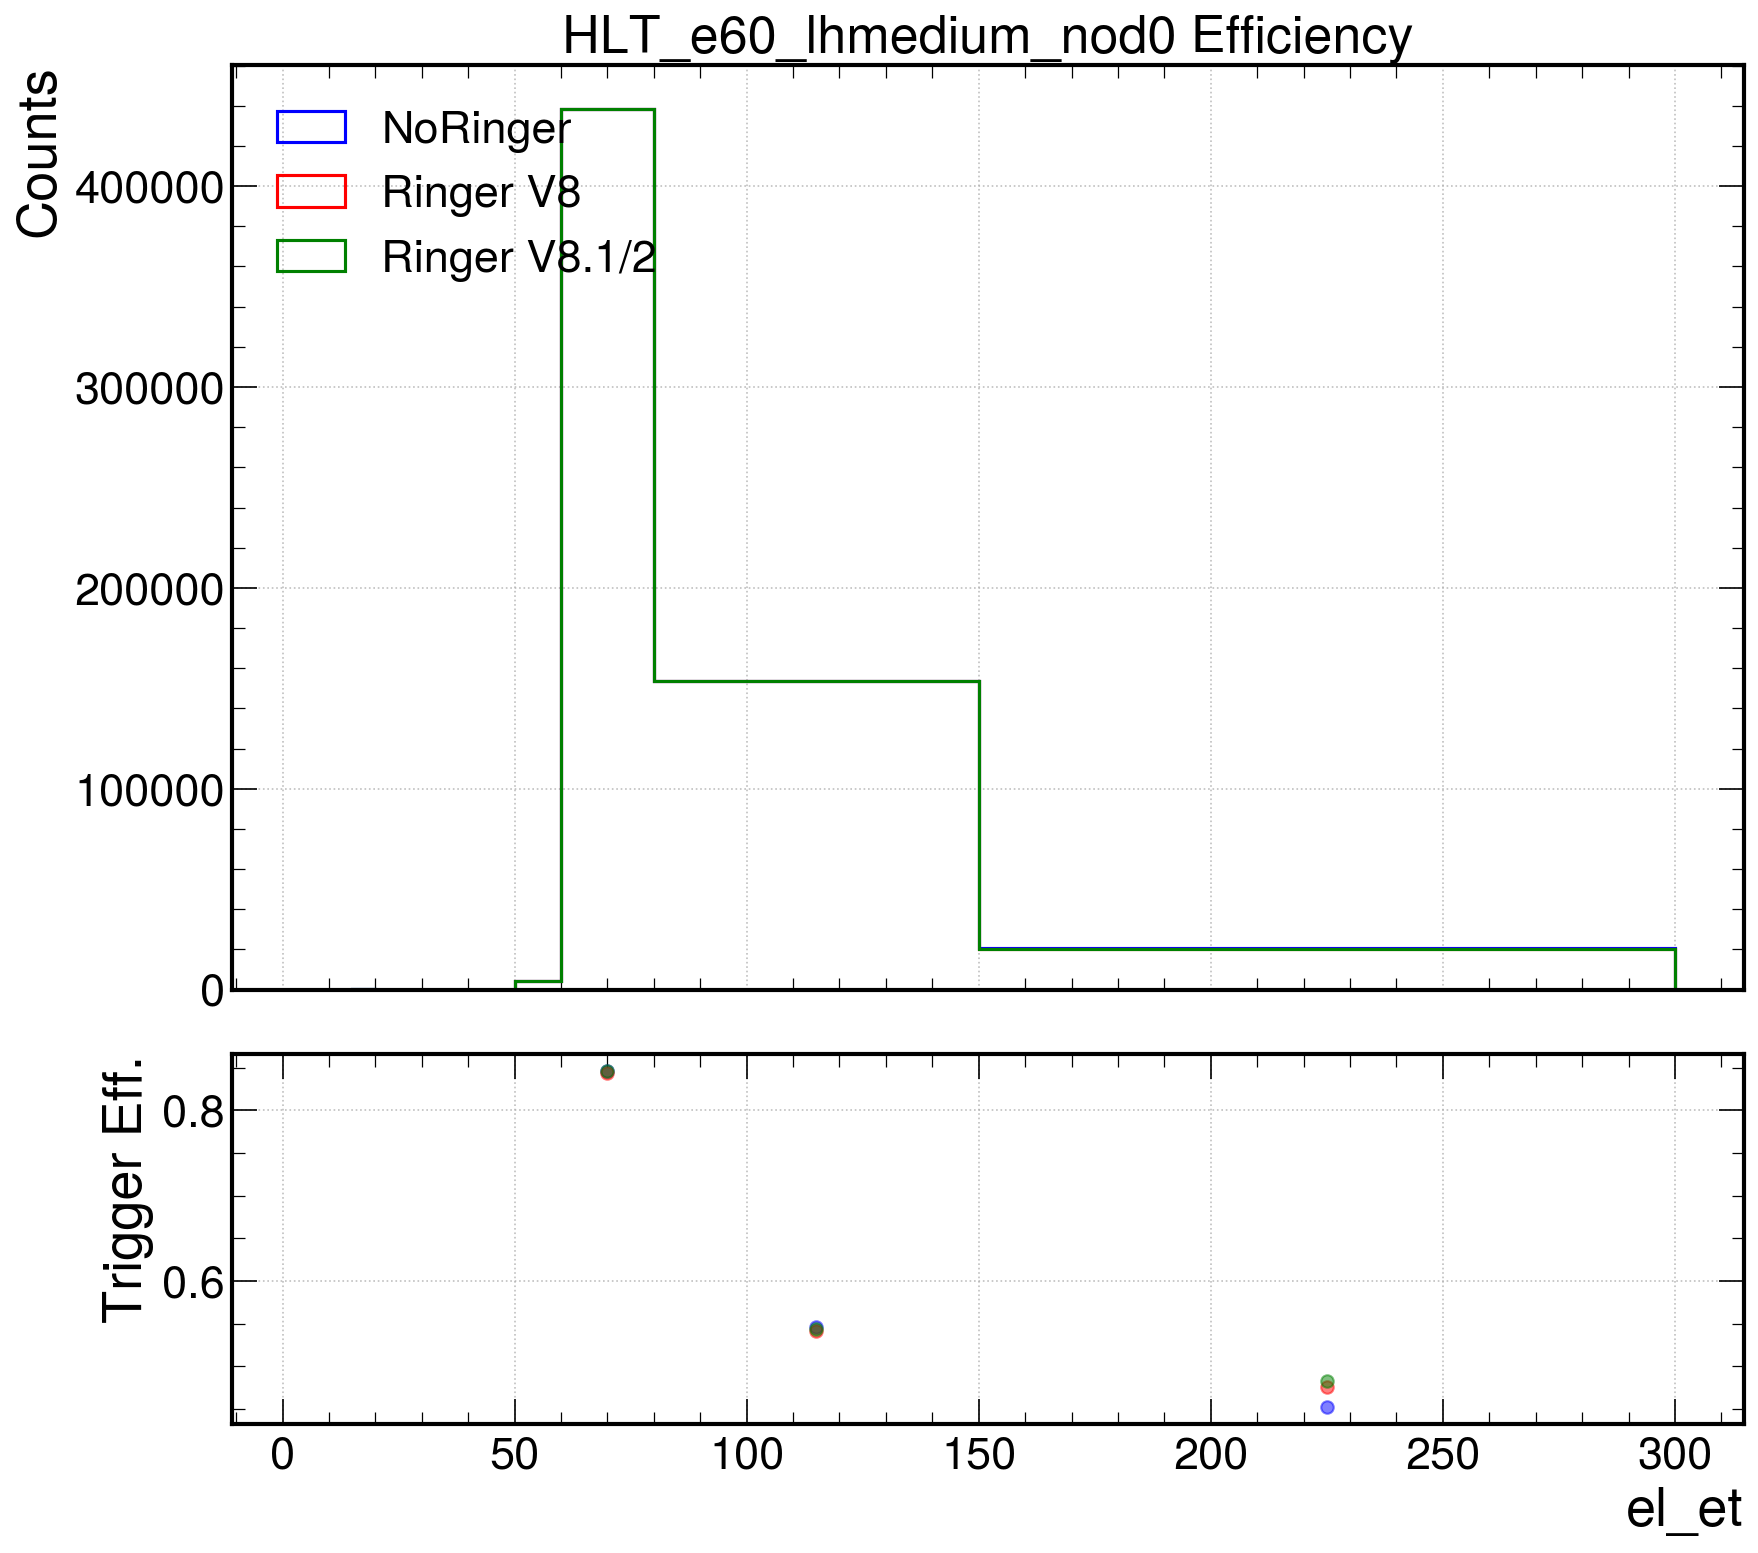 HLT_e60_lhmedium_nod0 Efficiency
Counts
NoRinger
Ringer V8
Ringer V8.1/2
400000
300000
200000
100000
0
Trigger Eff.
0.8
0.6
0 50 100 150 200 250 300
el_et